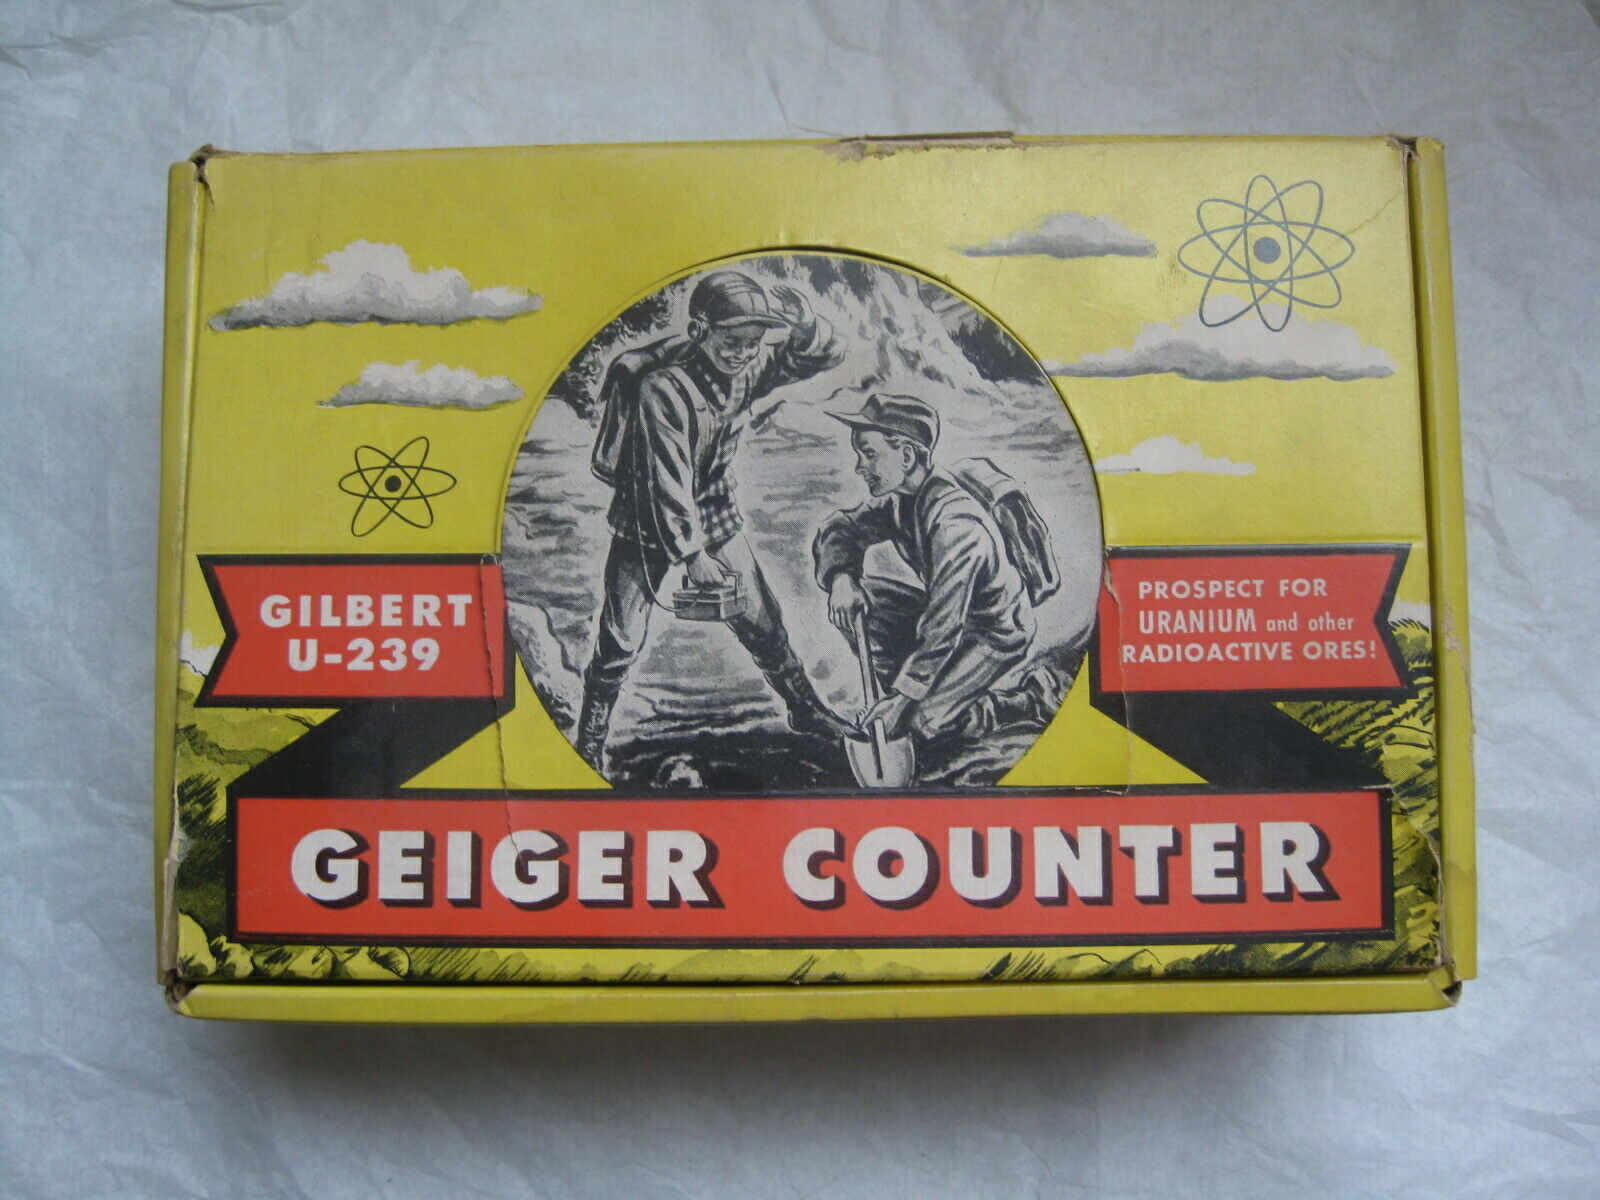 GILBERT
U-239
PROSPECT FOR
URANIUM and other
RADIOACTIVE ORES!
GEIGER COUNTER